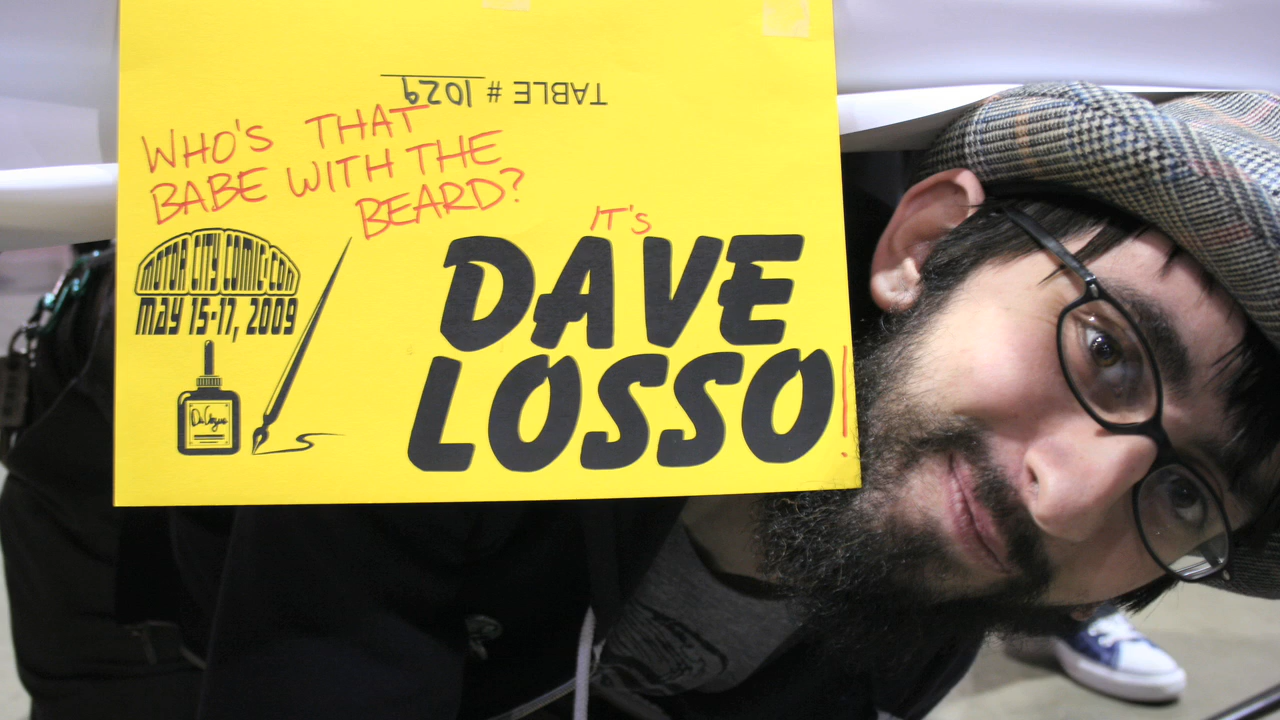 TABLE # 1029
WHO'S THAT
BABE WITH THE
BEARD?
IT'S
DAVE
LOSSO!
MOTOR CITY COMIC CON
MAY 15-17, 2009